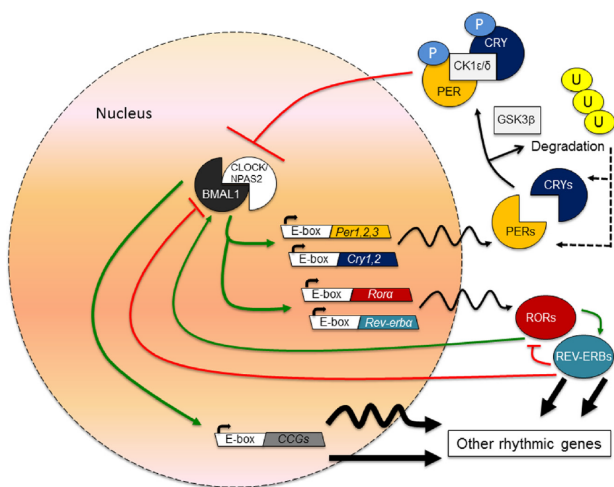 P
CRY
P
CK1ε/δ
PER
U
U
U
Nucleus
GSK3β
Degradation
CLOCK/
NPAS2
BMAL1
CRYs
PERs
E-box Per1,2,3
E-box Cry1,2
E-box Rorα
E-box Rev-erbα
RORs
REV-ERBs
E-box CCGs
Other rhythmic genes